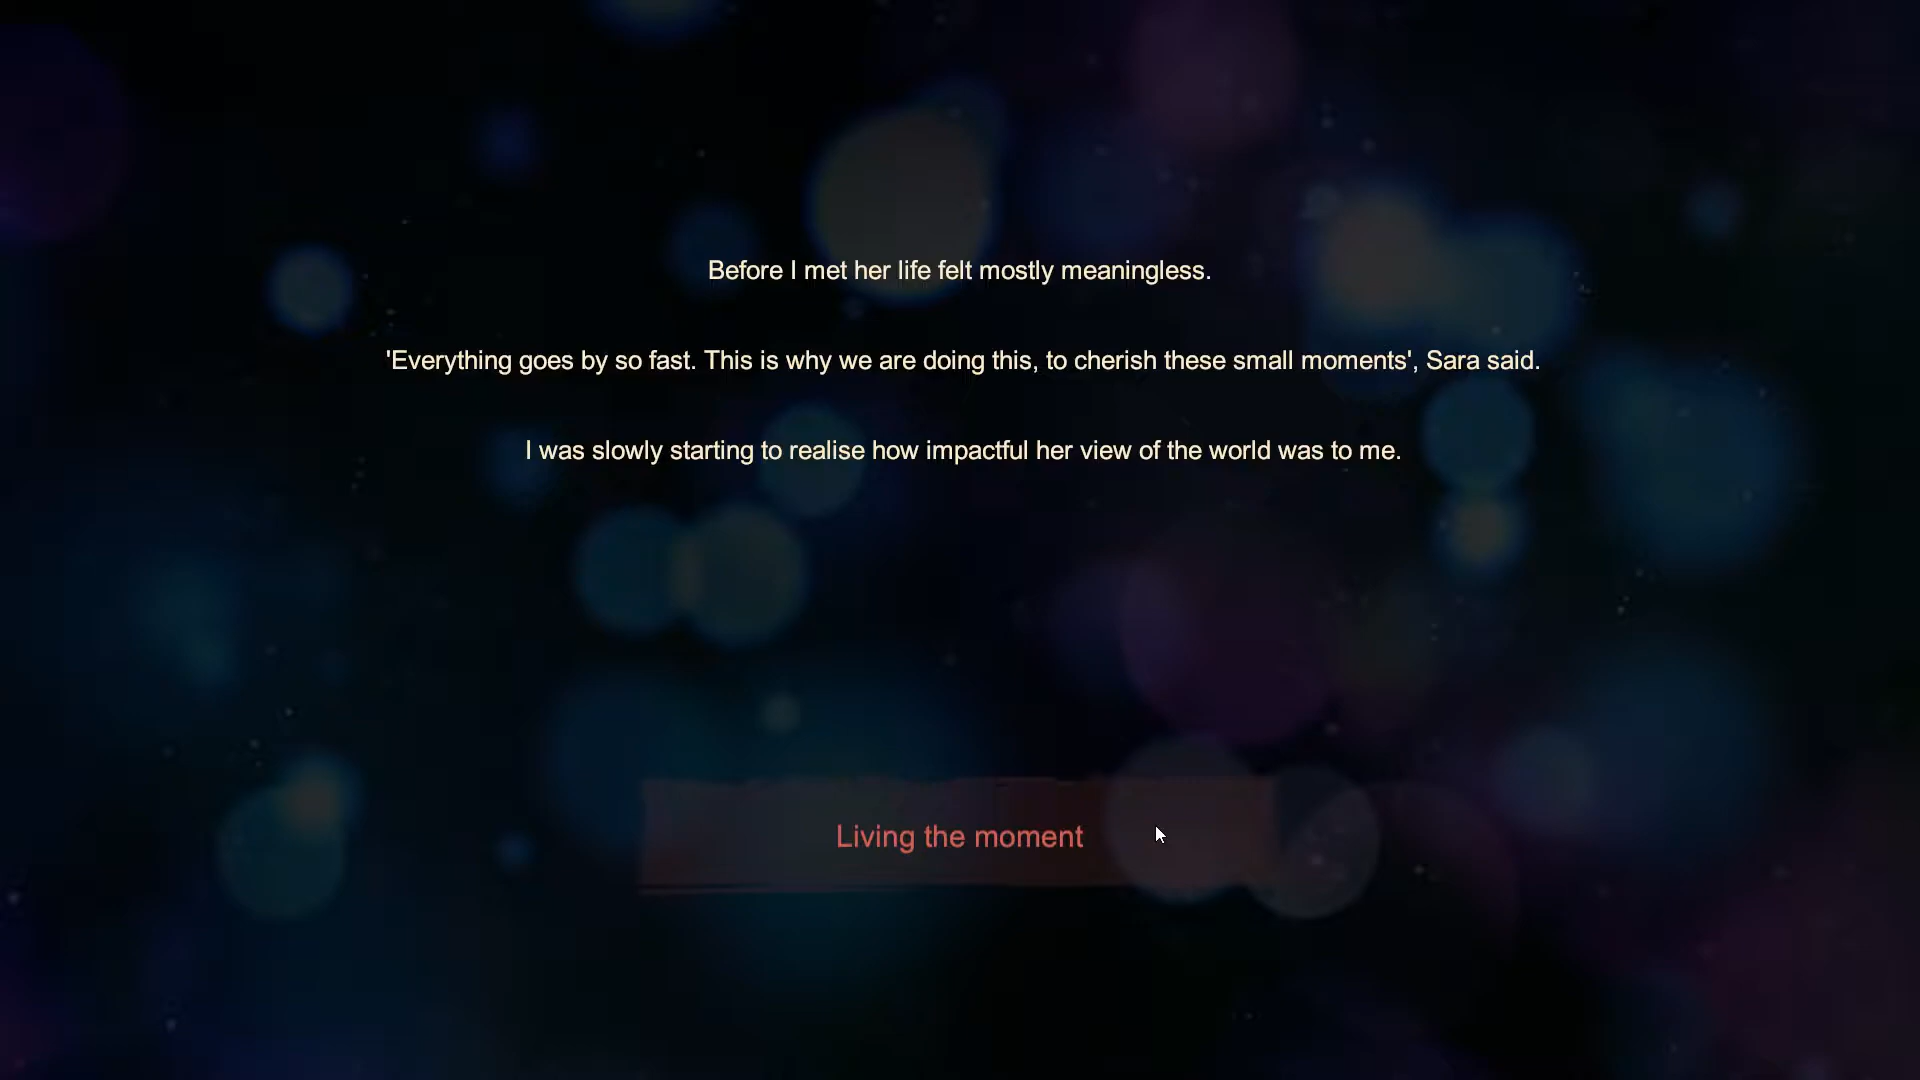 Before I met her life felt mostly meaningless.
'Everything goes by so fast. This is why we are doing this, to cherish these small moments', Sara said.
I was slowly starting to realise how impactful her view of the world was to me.
Living the moment